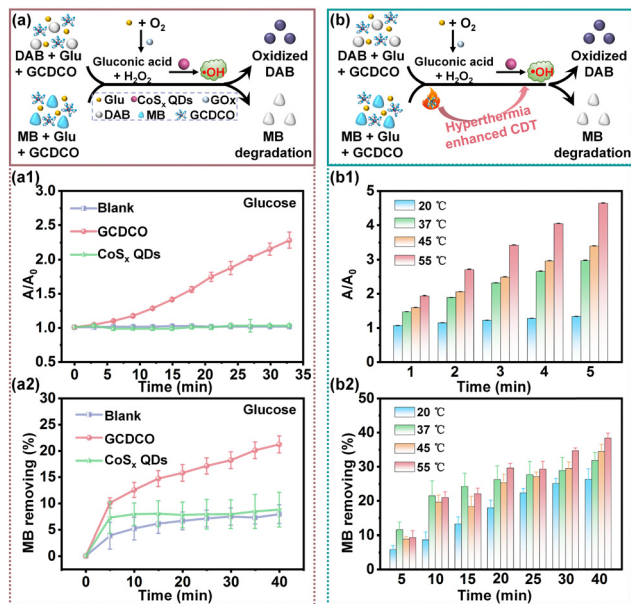 (a)
+ O₂
DAB + Glu
+ GCDCO
Gluconic acid
+ H₂O₂
•OH
Oxidized
DAB
Glu CoSₓ QDs GOx
DAB MB GCDCO
MB + Glu
+ GCDCO
MB
degradation
(b)
+ O₂
DAB + Glu
+ GCDCO
Gluconic acid
+ H₂O₂
•OH
Oxidized
DAB
Hyperthermia
enhanced CDT
MB + Glu
+ GCDCO
MB
degradation
(a1)
3.0
2.5
2.0
1.5
1.0
0.5
A/A₀
Blank
GCDCO
CoSₓ QDs
Glucose
0 5 10 15 20 25 30 35
Time (min)
(b1)
5
4
3
2
1
0
A/A₀
20 ℃
37 ℃
45 ℃
55 ℃
1 2 3 4 5
Time (min)
(a2)
30
25
20
15
10
5
0
MB removing (%)
Blank
GCDCO
CoSₓ QDs
Glucose
0 10 20 30 40
Time (min)
(b2)
50
40
30
20
10
0
MB removing (%)
20 ℃
37 ℃
45 ℃
55 ℃
5 10 15 20 25 30 40
Time (min)